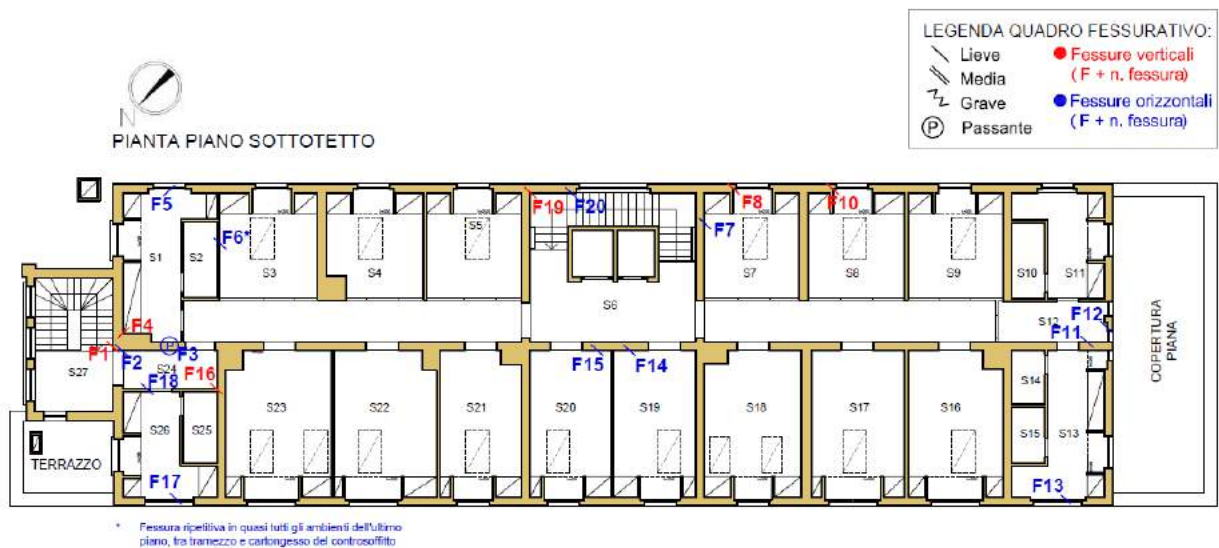 LEGENDA QUADRO FESSURATIVO:
Lieve
Media
Grave
P Passante
Fessure verticali
( F + n. fessura)
Fessure orizzontali
( F + n. fessura)
N
PIANTA PIANO SOTTOTETTO
F5 F19 F20 F8 F10
F6* F7
S1 S2 S3 S4 S5 S7 S8 S9 S10 S11
S6
F4 S12 F12
F1 F2 P F3 F15 F14 F11
S27 S24 F18 F16
S23 S22 S21 S20 S19 S18 S17 S16 S14
S26 S25 S15 S13
TERRAZZO
F17 F13
COPERTURA
PIANA
* Fessura ripetitiva in quasi tutti gli ambienti dell'ultimo
piano, tra tramezzo e cartongesso del controsoffitto